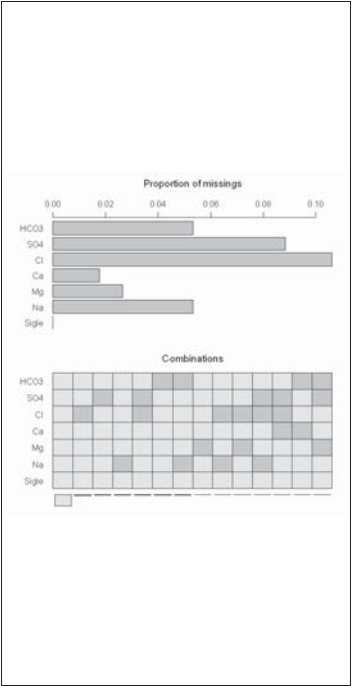 Proportion of missings
0.00 0.02 0.04 0.06 0.08 0.10
HCO3
SO4
Cl
Ca
Mg
Na
Sigle
Combinations
HCO3
SO4
Cl
Ca
Mg
Na
Sigle